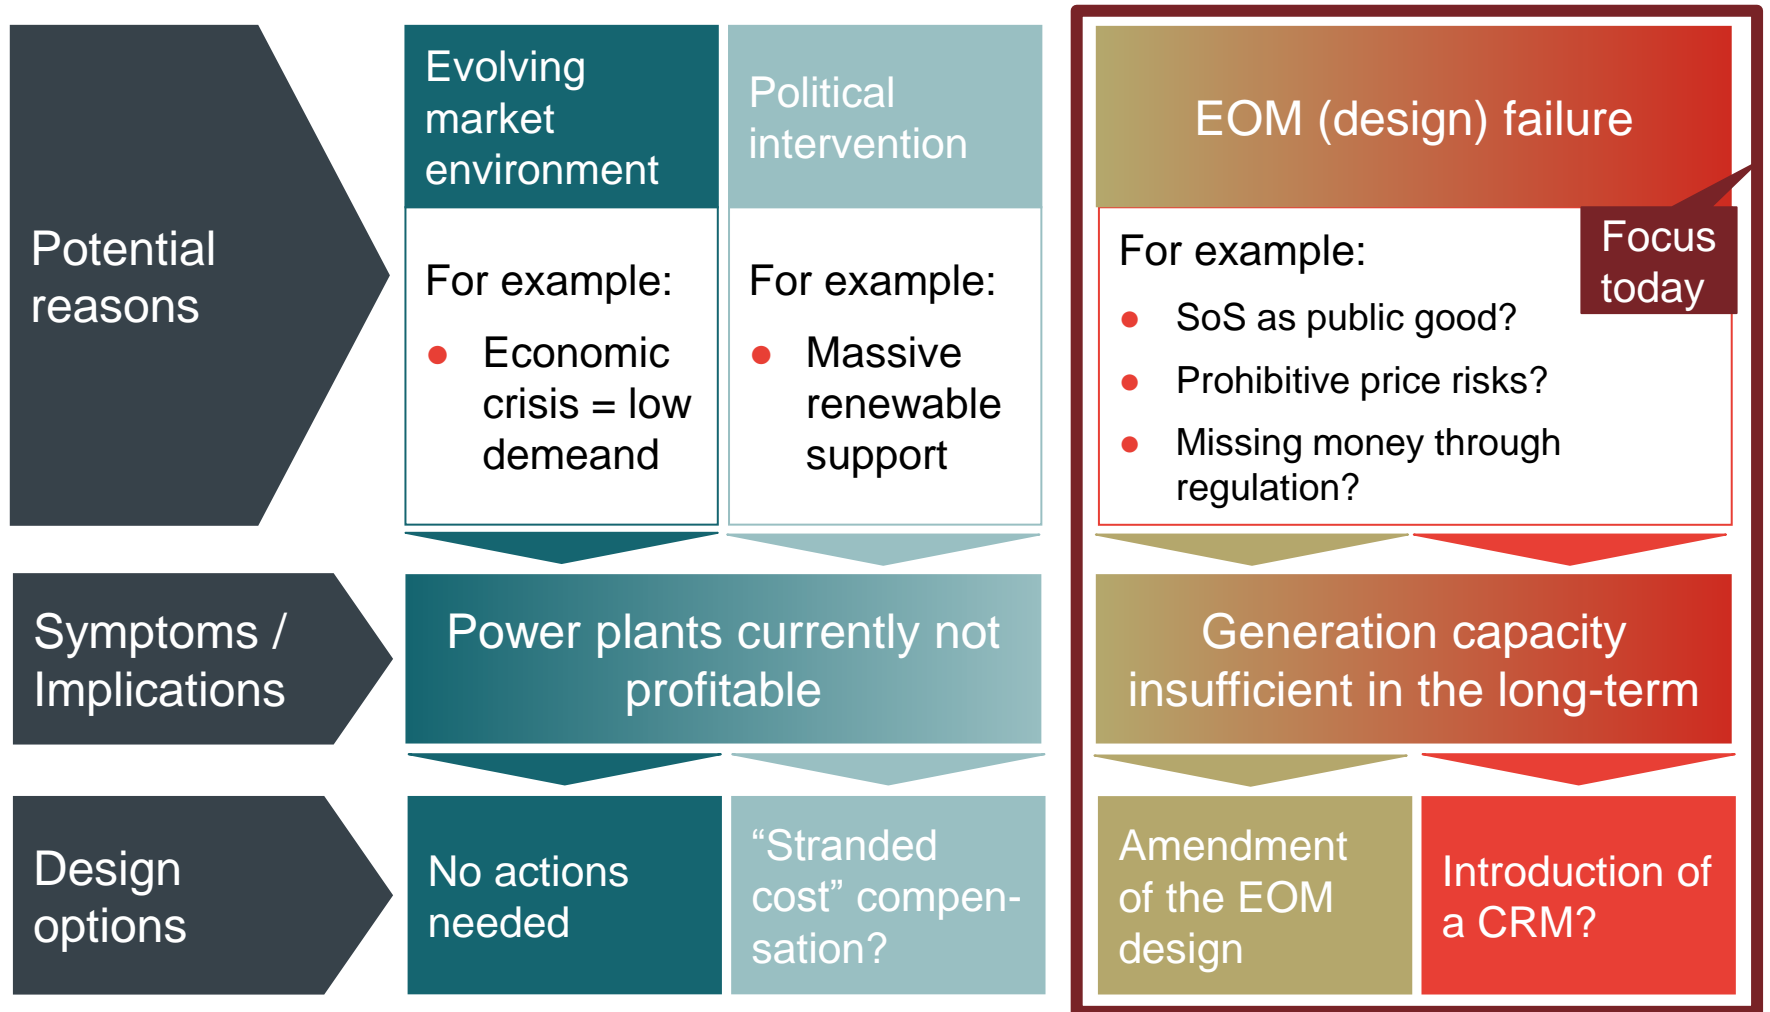 Potential
reasons
Evolving
market
environment
For example:
● Economic
crisis = low
demeand
Political
intervention
For example:
● Massive
renewable
support
EOM (design) failure
Focus
today
For example:
● SoS as public good?
● Prohibitive price risks?
● Missing money through
regulation?
Symptoms /
Implications
Power plants currently not
profitable
Generation capacity
insufficient in the long-term
Design
options
No actions
needed
“Stranded
cost” compen-
sation?
Amendment
of the EOM
design
Introduction of
a CRM?